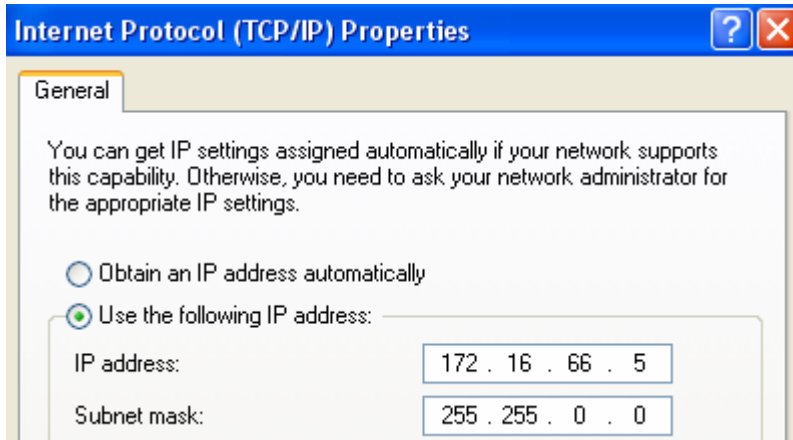 Internet Protocol (TCP/IP) Properties
General
You can get IP settings assigned automatically if your network supports
this capability. Otherwise, you need to ask your network administrator for
the appropriate IP settings.
Obtain an IP address automatically
Use the following IP address:
IP address: 172 . 16 . 66 . 5
Subnet mask: 255 . 255 . 0 . 0